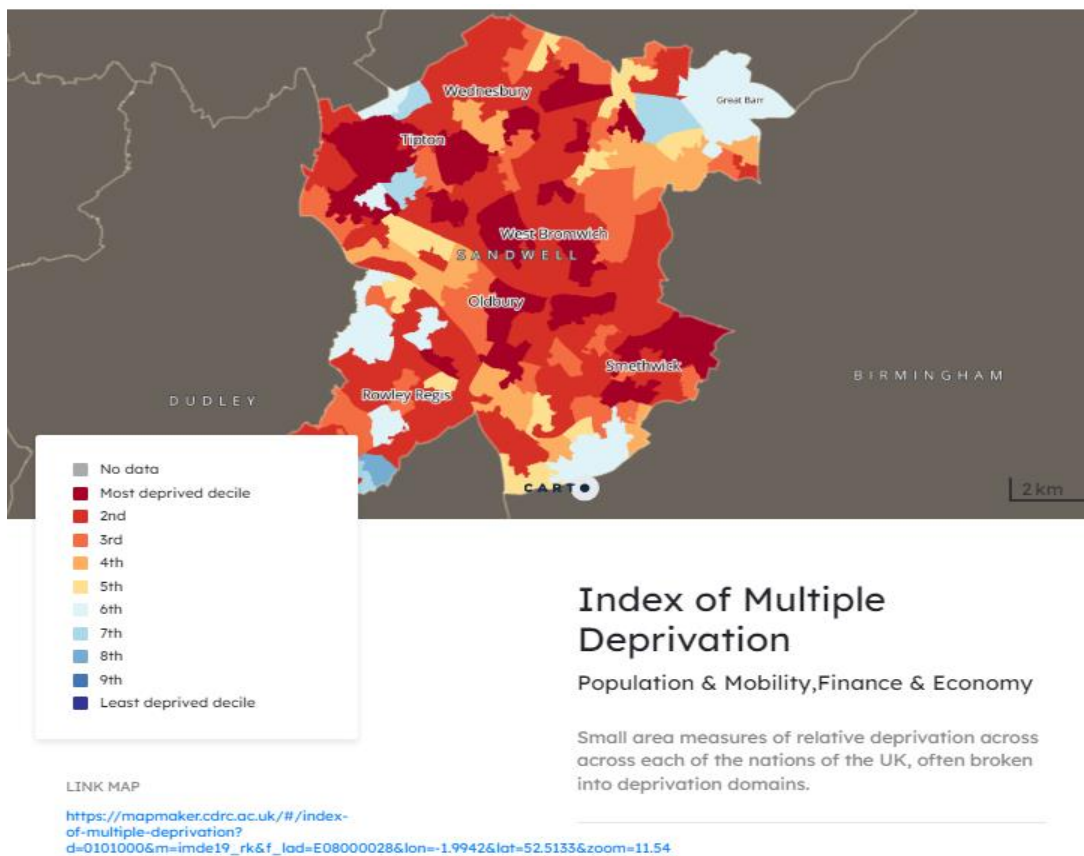 Wednesbury
Great Barr
Tipton
West Bromwich
SANDWELL
Oldbury
Smethwick
BIRMINGHAM
DUDLEY
Rowley Regis
CART
2 km
No data
Most deprived decile
2nd
3rd
4th
5th
6th
7th
8th
9th
Least deprived decile
Index of Multiple
Deprivation
Population & Mobility,Finance & Economy
Small area measures of relative deprivation across
across each of the nations of the UK, often broken
into deprivation domains.
LINK MAP
https://mapmaker.cdrc.ac.uk/#/index-
of-multiple-deprivation?
d=0101000&m=imde19_rk&f_lad=E08000028&lon=-1.9942&lat=52.5133&zoom=11.54